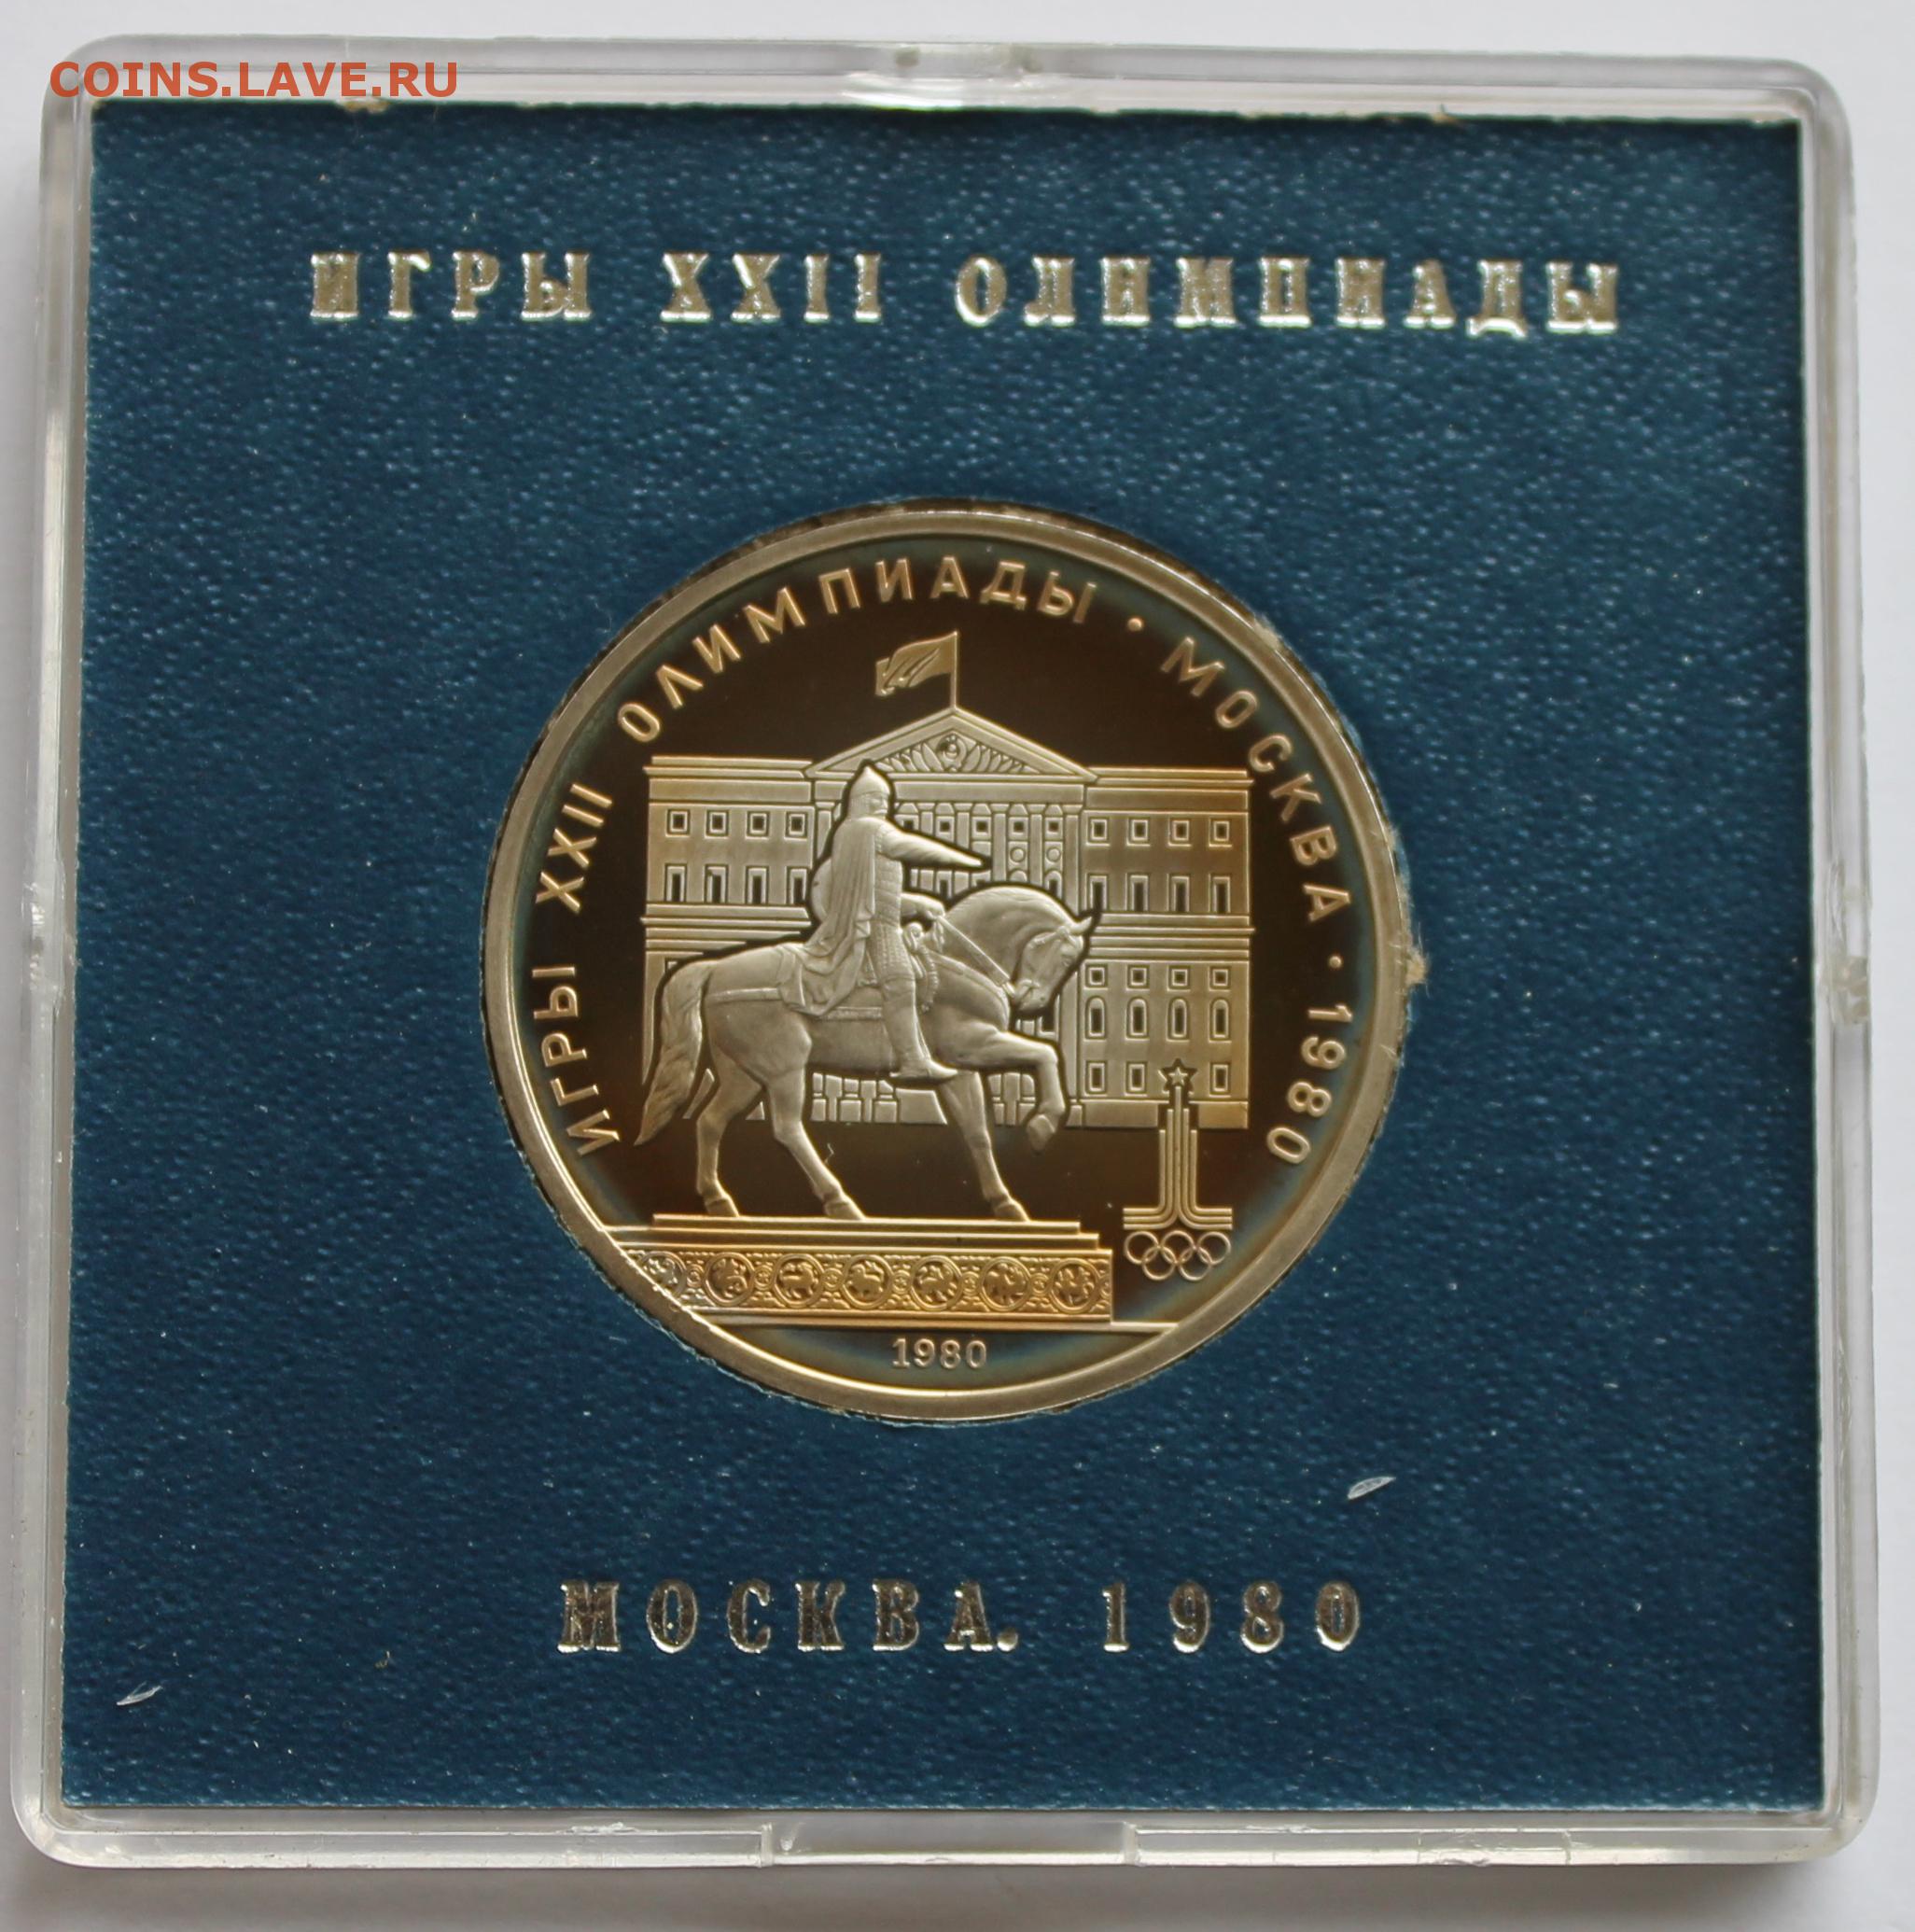 COINS.LAVE.RU
ИГРЫ XXII ОЛИМПИАДЫ
ИГРЫ XXII ОЛИМПИАДЫ · МОСКВА · 1980
1980
МОСКВА. 1980